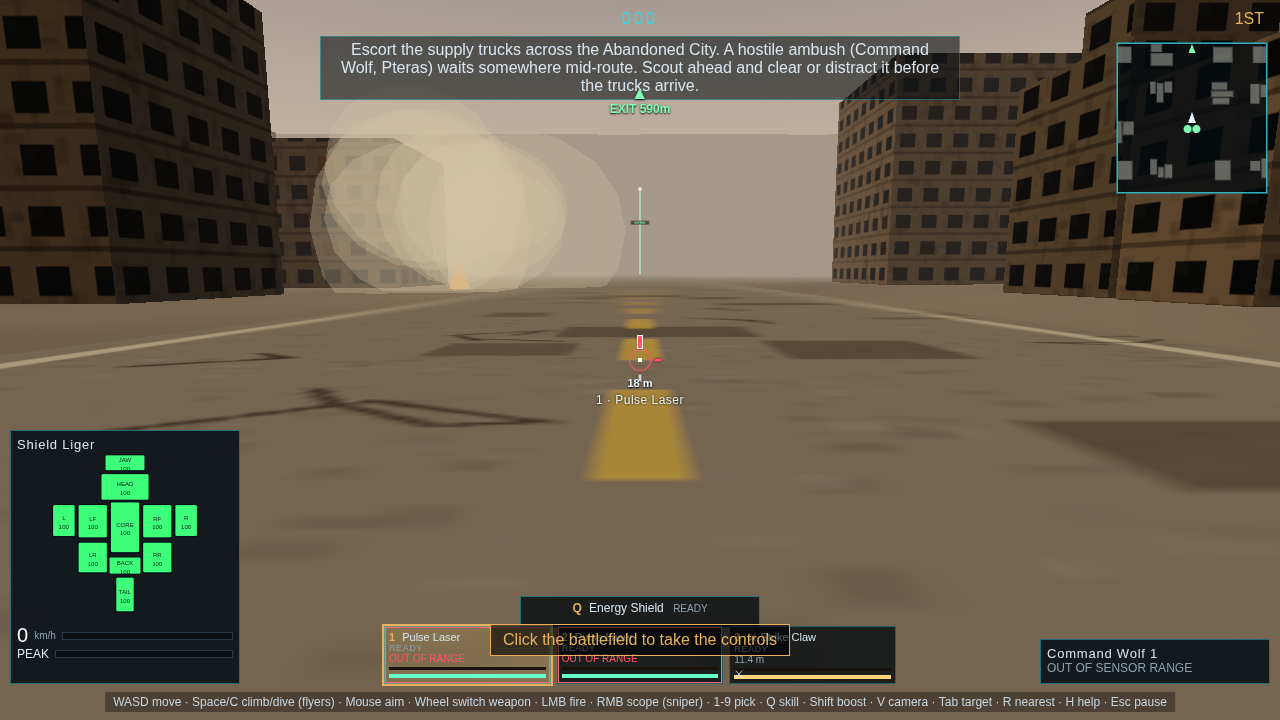 000
1ST
Escort the supply trucks across the Abandoned City. A hostile ambush (Command
Wolf, Pteras) waits somewhere mid-route. Scout ahead and clear or distract it before
the trucks arrive.
EXIT 590m
18 m
1 · Pulse Laser
Shield Liger
JAW
100
HEAD
100
L
100
LF
100
CORE
100
RF
100
R
100
LR
100
BACK
100
RR
100
TAIL
100
0 km/h
PEAK
Q Energy Shield READY
Click the battlefield to take the controls
1 Pulse Laser
READY
OUT OF RANGE
READY
OUT OF RANGE
Claw
READY
11.4 m
Command Wolf 1
OUT OF SENSOR RANGE
WASD move · Space/C climb/dive (flyers) · Mouse aim · Wheel switch weapon · LMB fire · RMB scope (sniper) · 1-9 pick · Q skill · Shift boost · V camera · Tab target · R nearest · H help · Esc pause